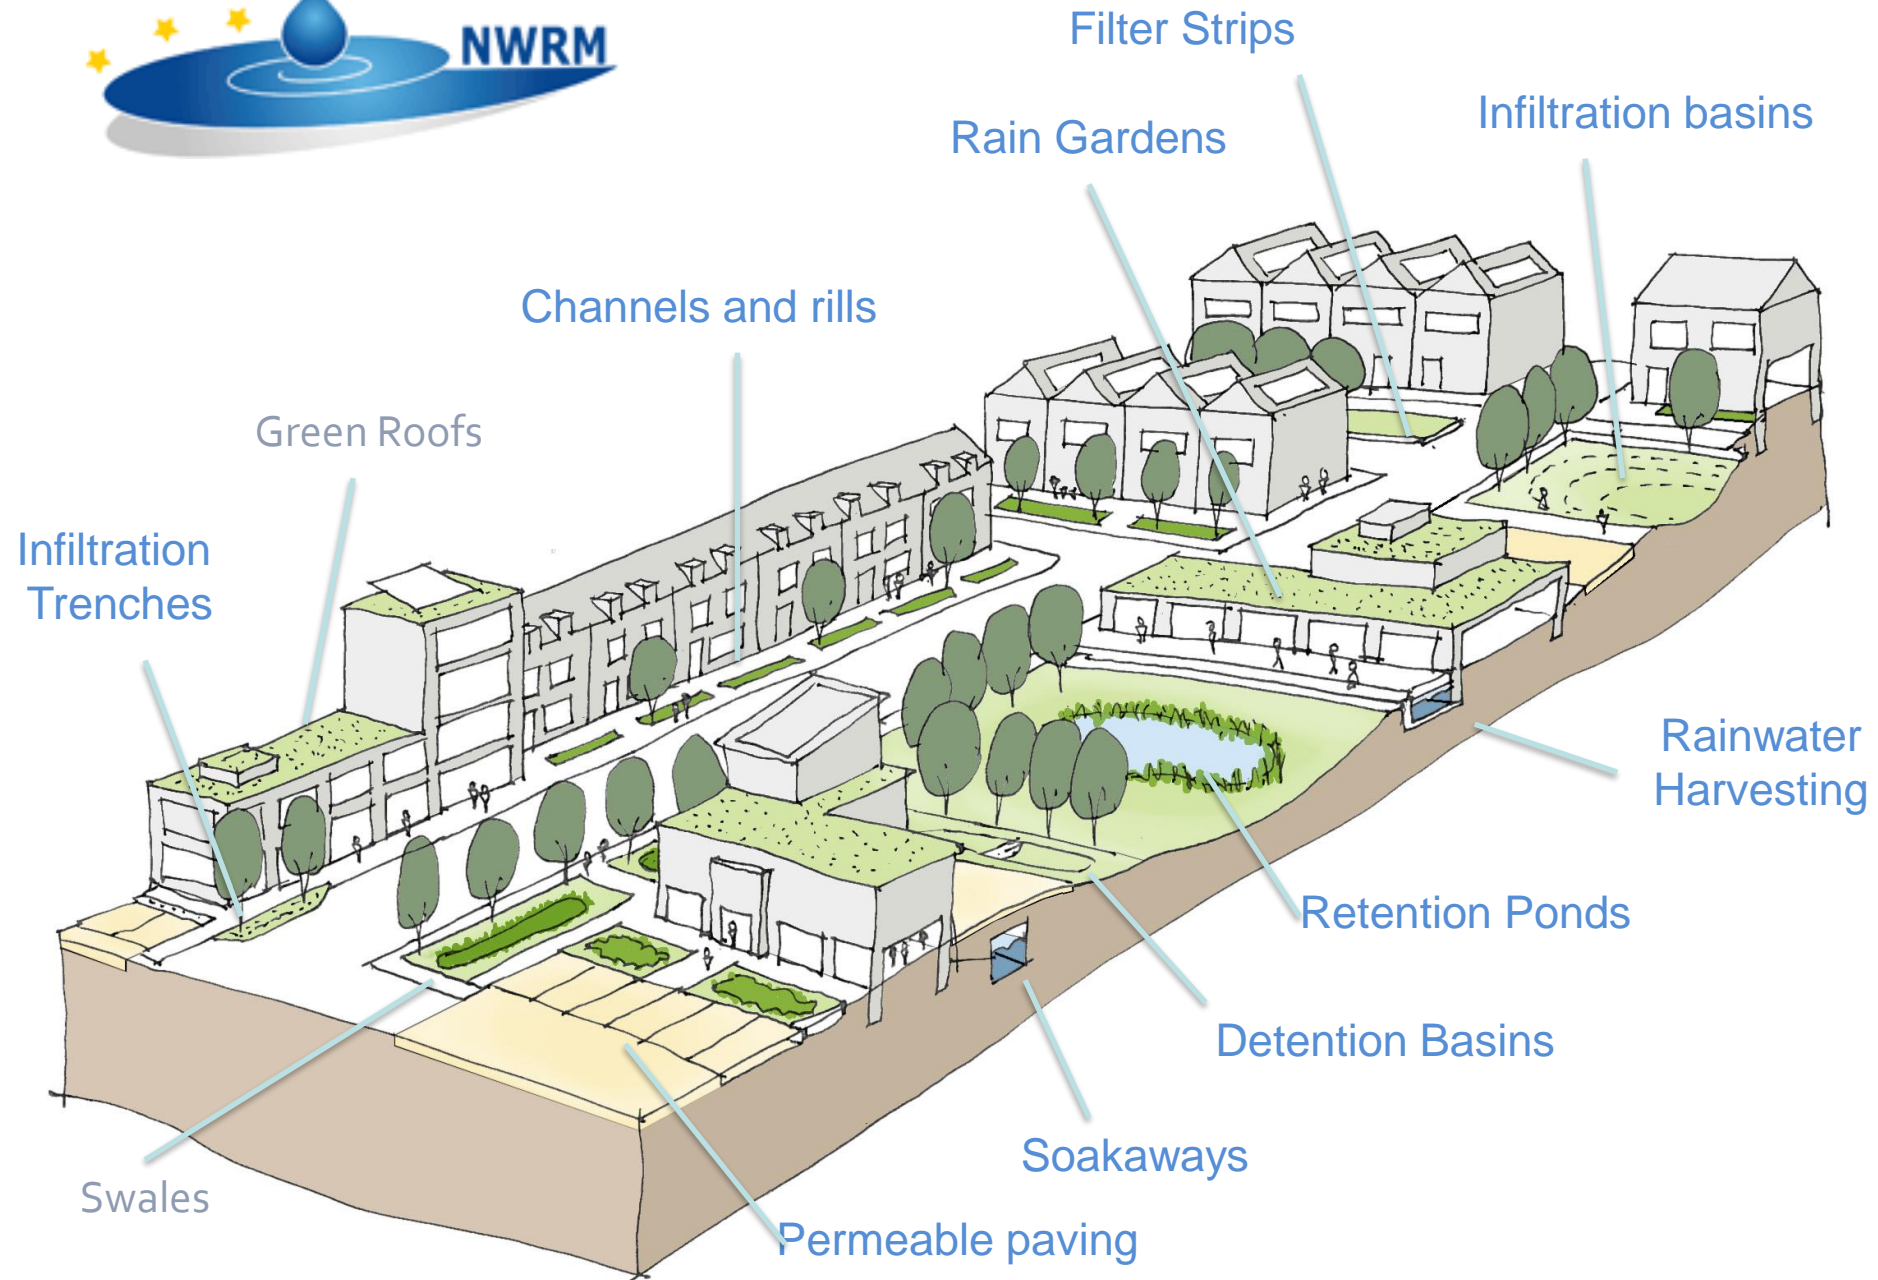 NWRM
Filter Strips
Infiltration basins
Rain Gardens
Channels and rills
Green Roofs
Infiltration
Trenches
Rainwater
Harvesting
Retention Ponds
Detention Basins
Soakaways
Swales
Permeable paving